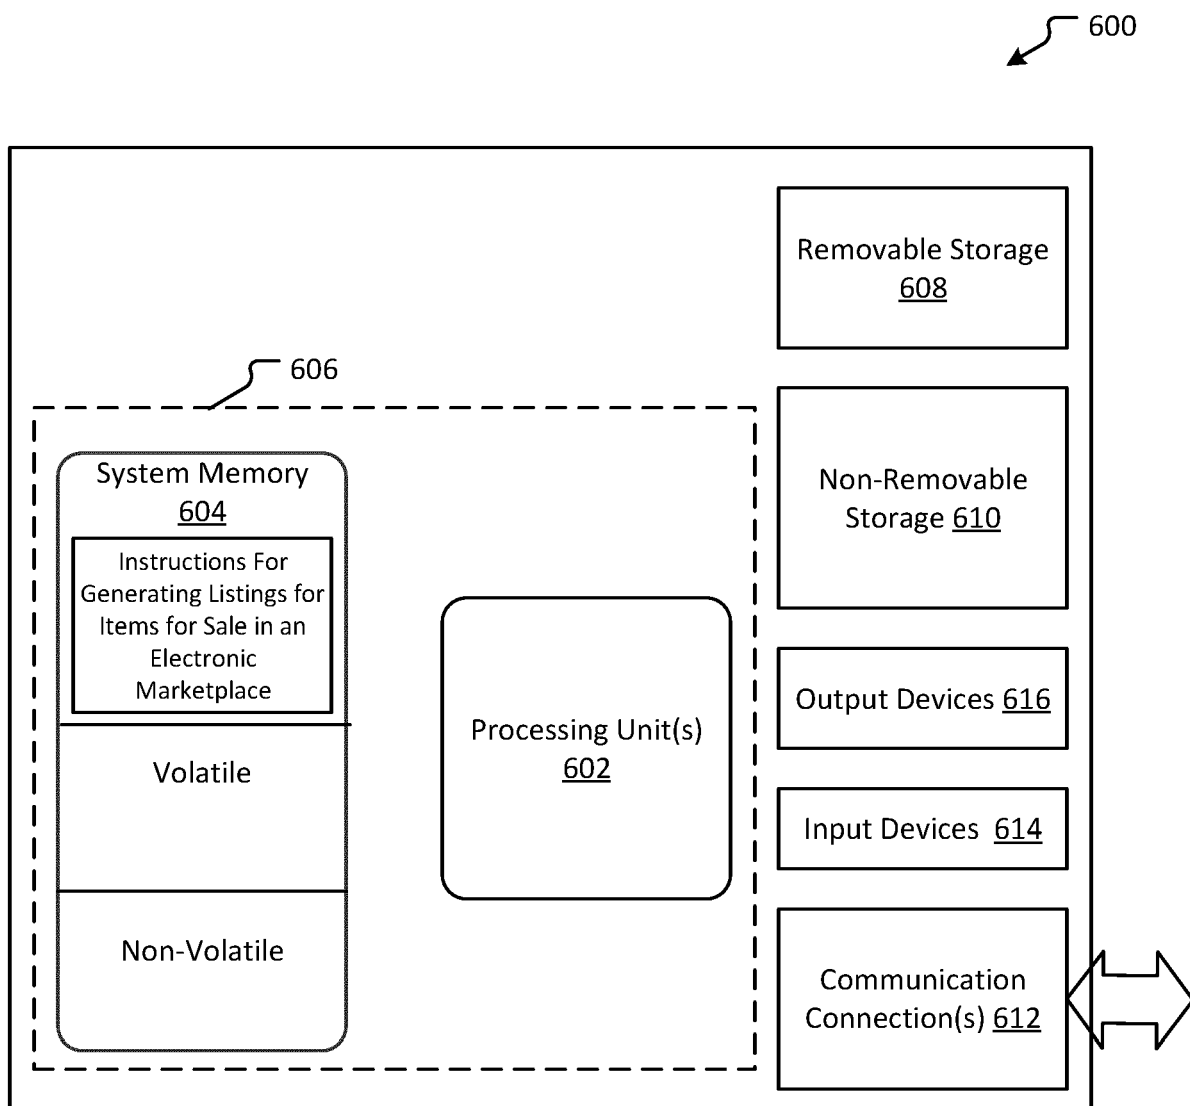 600
Removable Storage
608
606
System Memory
604
Instructions For
Generating Listings for
Items for Sale in an
Electronic
Marketplace
Volatile
Non-Volatile
Processing Unit(s)
602
Non-Removable
Storage 610
Output Devices 616
Input Devices 614
Communication
Connection(s) 612